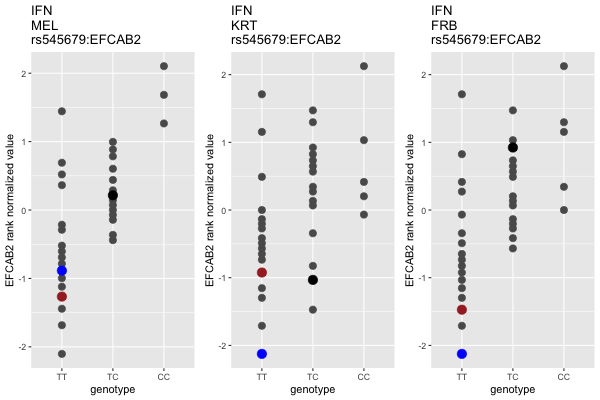 IFN
MEL
rs545679:EFCAB2
EFCAB2 rank normalized value
2
1
0
-1
-2
TT
TC
CC
genotype
IFN
KRT
rs545679:EFCAB2
EFCAB2 rank normalized value
2
1
0
-1
-2
TT
TC
CC
genotype
IFN
FRB
rs545679:EFCAB2
EFCAB2 rank normalized value
2
1
0
-1
-2
TT
TC
CC
genotype